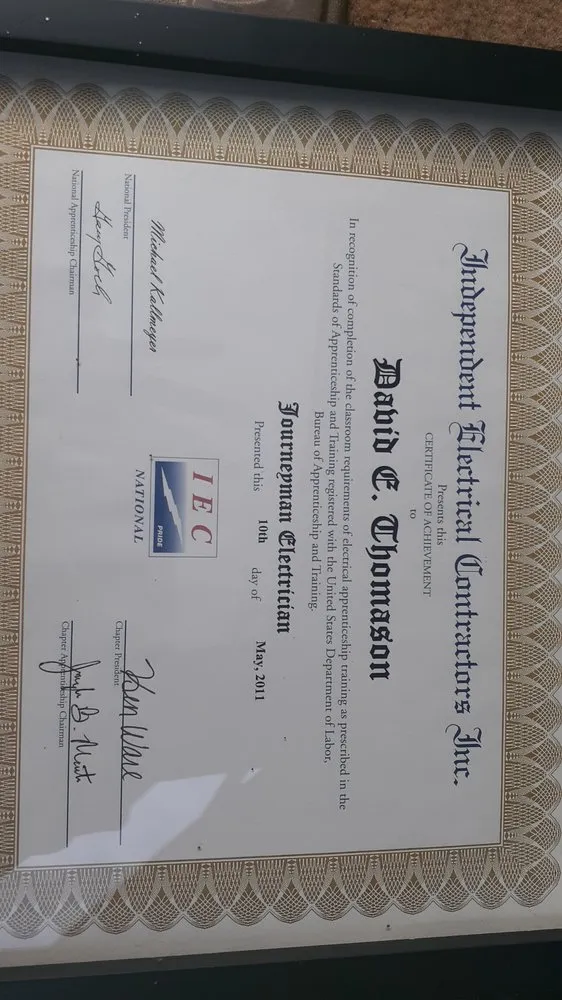 Independent Electrical Contractors Inc.
Presents this
CERTIFICATE OF ACHIEVEMENT
to
David E. Thomason
In recognition of completion of the classroom requirements of electrical apprenticeship training as prescribed in the
Standards of Apprenticeship and Training registered with the United States Department of Labor,
Bureau of Apprenticeship and Training.
Journeyman Electrician
Presented this 10th day of May, 2011
Michael Kallmeyer
National President
National Apprenticeship Chairman
IEC
PRIDE
NATIONAL
Ken Ward
Chapter President
Chapter Apprenticeship Chairman